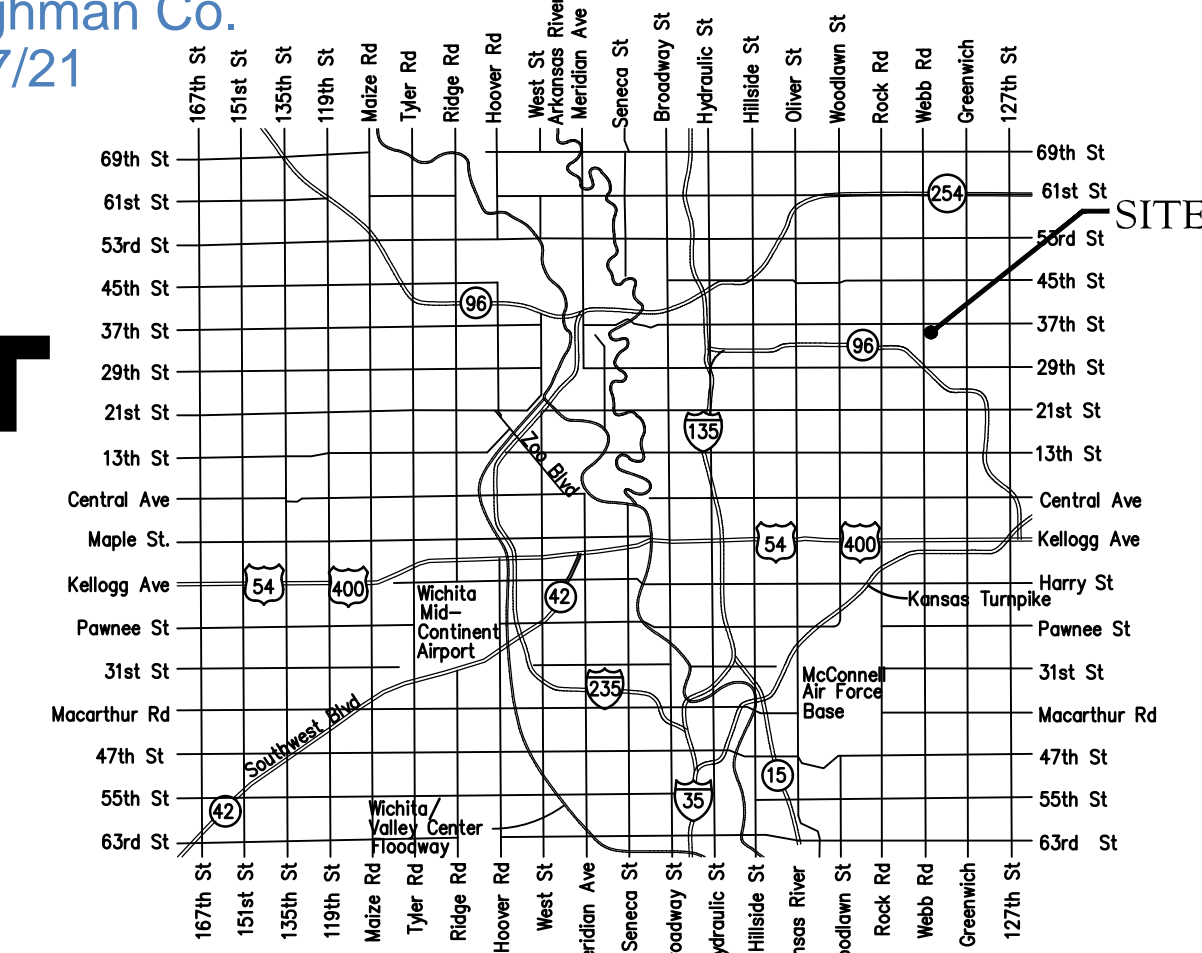 ghman Co.
7/21
167th St
151st St
135th St
119th St
Maize Rd
Tyler Rd
Ridge Rd
Hoover Rd
West St
Arkansas River
Meridian Ave
Seneca St
Broadway St
Hydraulic St
Hillside St
Oliver St
Woodlawn St
Rock Rd
Webb Rd
Greenwich
127th St
69th St
69th St
61st St
254
61st St
SITE
53rd St
53rd St
45th St
45th St
96
37th St
37th St
96
T
29th St
29th St
21st St
21st St
135
Zoo Blvd
13th St
13th St
Central Ave
Central Ave
Maple St.
54
400
Kellogg Ave
Kellogg Ave
54
400
Harry St
Wichita
Mid-
Continent
Airport
42
Kansas Turnpike
Pawnee St
Pawnee St
31st St
31st St
235
McConnell
Air Force
Base
Macarthur Rd
Macarthur Rd
Southwest Blvd
47th St
47th St
15
55th St
55th St
42
35
Wichita/
Valley Center
Floodway
63rd St
63rd St
167th St
151st St
135th St
119th St
Maize Rd
Tyler Rd
Ridge Rd
Hoover Rd
West St
eridian Ave
Seneca St
roadway St
ydraulic St
Hillside St
nsas River
oodlawn St
Rock Rd
Webb Rd
Greenwich
127th St